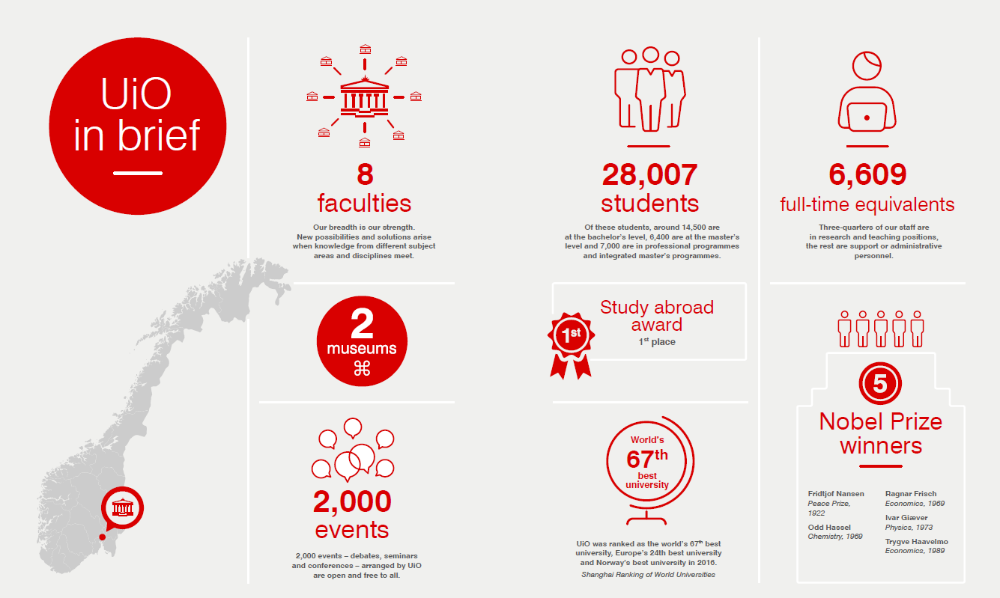 UiO
in brief
8
faculties
Our breadth is our strength.
New possibilities and solutions arise
when knowledge from different subject
areas and disciplines meet.
2
museums
2,000
events
2,000 events – debates, seminars
and conferences – arranged by UiO
are open and free to all.
28,007
students
Of these students, around 14,500 are
at the bachelor's level, 6,400 are at the master's
level and 7,000 are in professional programmes
and integrated master's programmes.
1st
Study abroad
award
1st place
World's
67th
best
university
UiO was ranked as the world's 67th best
university, Europe's 24th best university
and Norway's best university in 2016.
Shanghai Ranking of World Universities
6,609
full-time equivalents
Three-quarters of our staff are
in research and teaching positions,
the rest are support or administrative
personnel.
5
Nobel Prize
winners
Fridtjof Nansen
Peace Prize,
1922
Odd Hassel
Chemistry, 1969
Ragnar Frisch
Economics, 1969
Ivar Giæver
Physics, 1973
Trygve Haavelmo
Economics, 1989